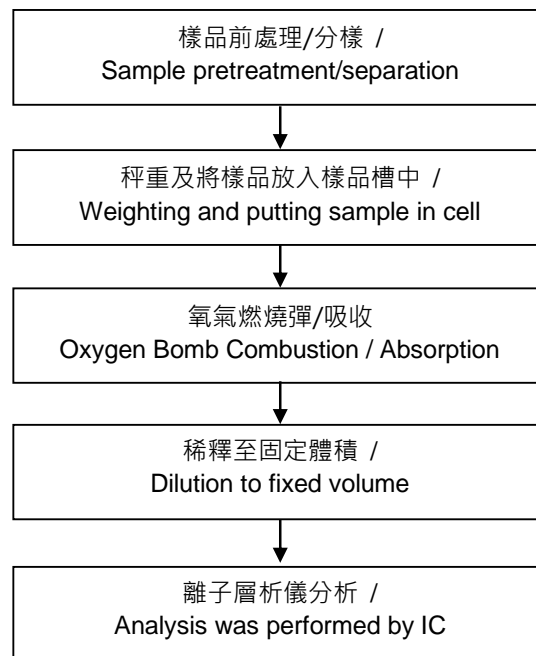 樣品前處理/分樣 /
Sample pretreatment/separation
秤重及將樣品放入樣品槽中 /
Weighting and putting sample in cell
氧氣燃燒彈/吸收
Oxygen Bomb Combustion / Absorption
稀釋至固定體積 /
Dilution to fixed volume
離子層析儀分析 /
Analysis was performed by IC